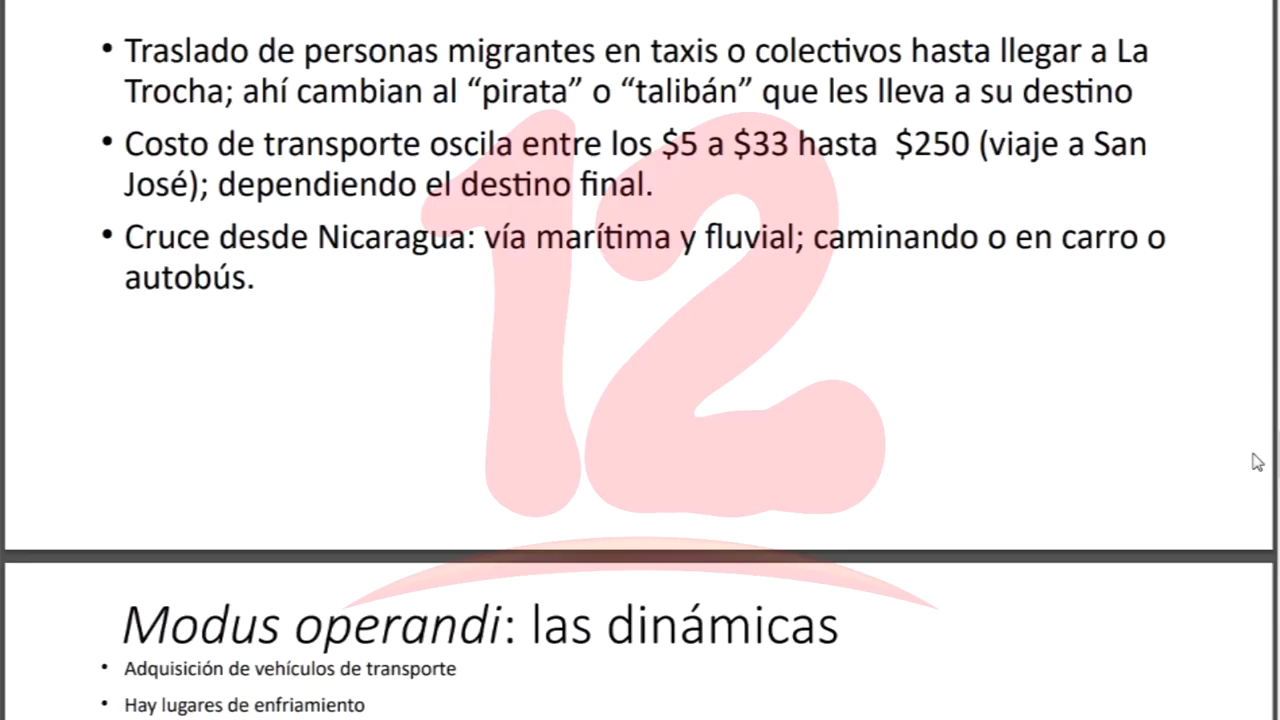 • Traslado de personas migrantes en taxis o colectivos hasta llegar a La
Trocha; ahí cambian al “pirata” o “talibán” que les lleva a su destino
• Costo de transporte oscila entre los $5 a $33 hasta  $250 (viaje a San
José); dependiendo el destino final.
• Cruce desde Nicaragua: vía marítima y fluvial; caminando o en carro o
autobús.
12
Modus operandi: las dinámicas
• Adquisición de vehículos de transporte
• Hay lugares de enfriamiento